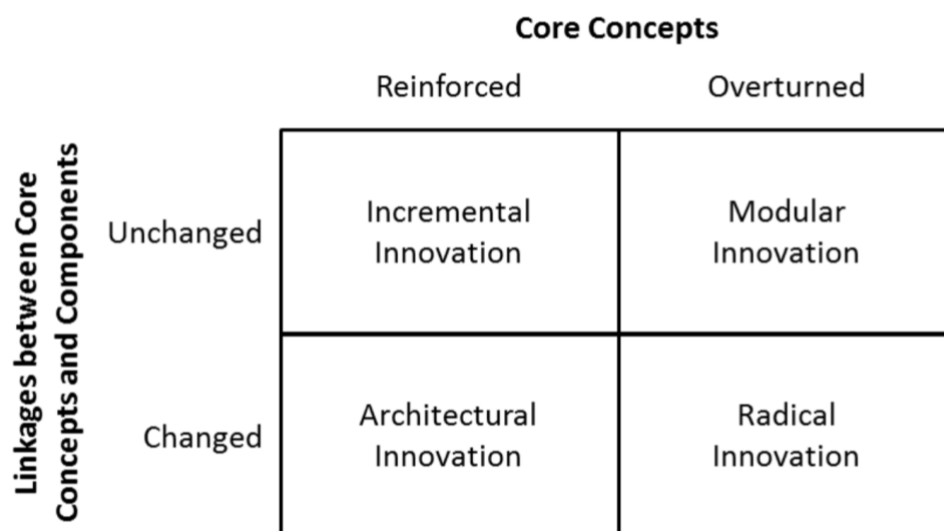 Core Concepts
Reinforced
Overturned
Linkages between Core
Concepts and Components
Unchanged
Incremental
Innovation
Modular
Innovation
Changed
Architectural
Innovation
Radical
Innovation